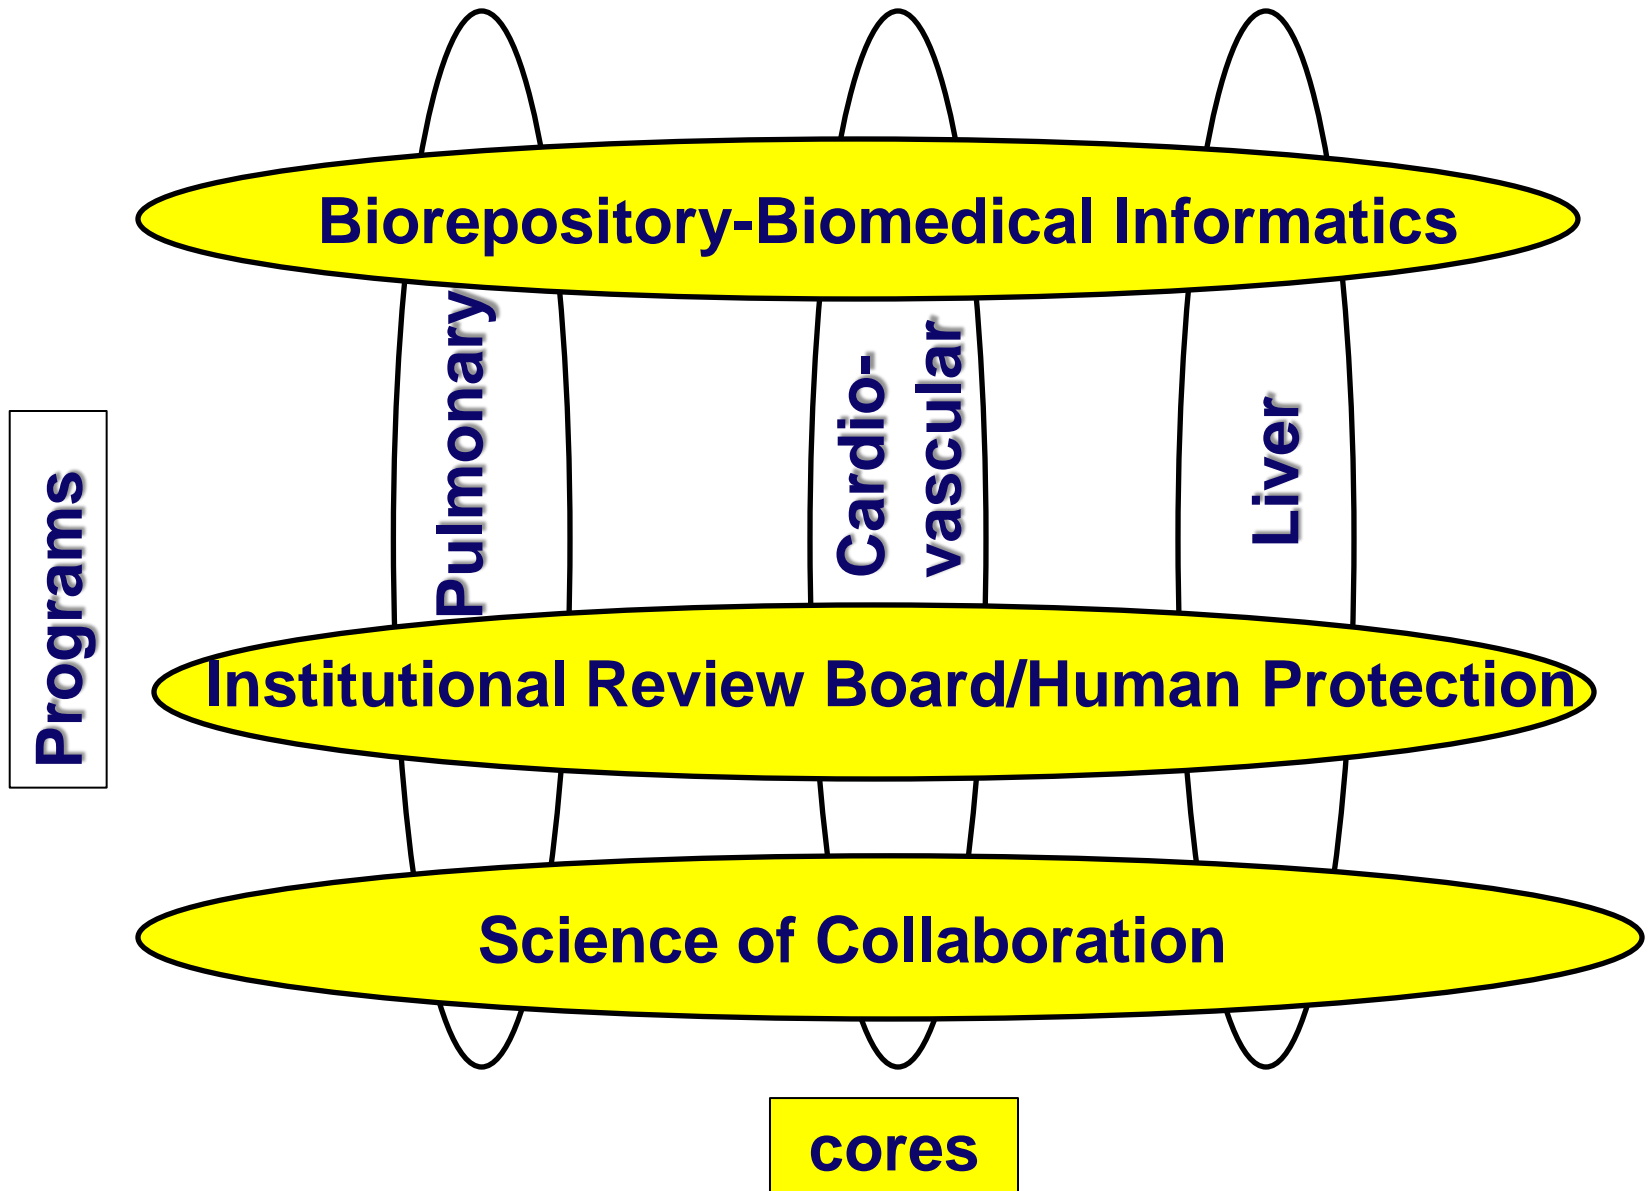 Biorepository-Biomedical Informatics
Pulmonary
Cardio-
vascular
Liver
Programs
Institutional Review Board/Human Protection
Science of Collaboration
cores